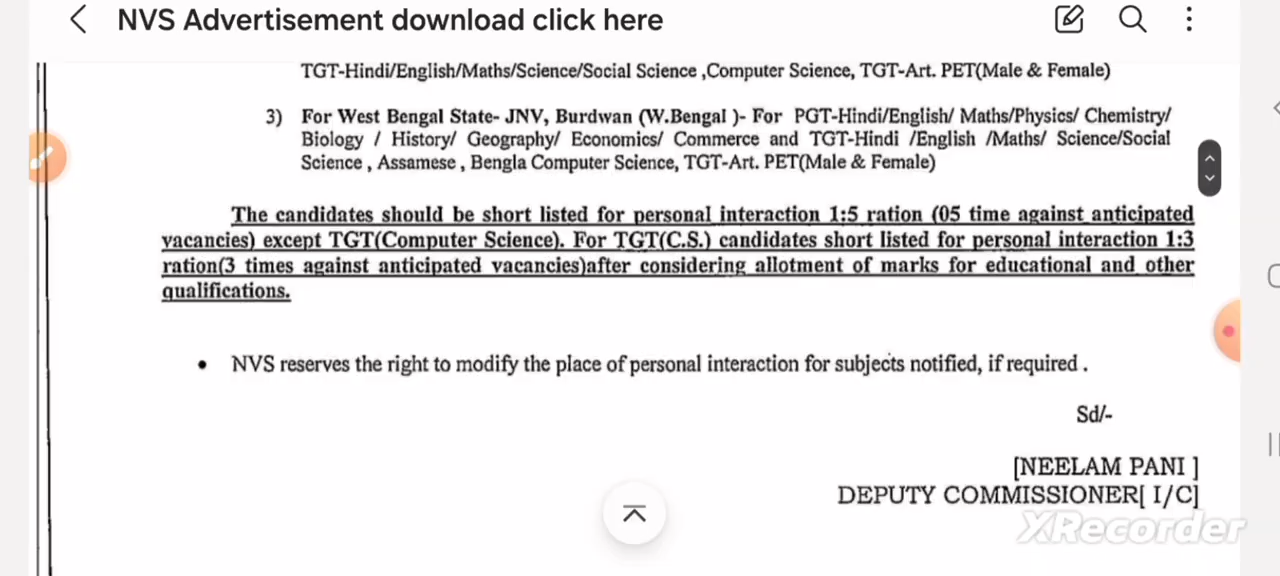 NVS Advertisement download click here
TGT-Hindi/English/Maths/Science/Social Science ,Computer Science, TGT-Art. PET(Male & Female)
3) For West Bengal State- JNV, Burdwan (W.Bengal )- For PGT-Hindi/English/ Maths/Physics/ Chemistry/
Biology / History/ Geography/ Economics/ Commerce and TGT-Hindi /English /Maths/ Science/Social
Science , Assamese , Bengla Computer Science, TGT-Art. PET(Male & Female)
The candidates should be short listed for personal interaction 1:5 ration (05 time against anticipated
vacancies) except TGT(Computer Science). For TGT(C.S.) candidates short listed for personal interaction 1:3
ration(3 times against anticipated vacancies)after considering allotment of marks for educational and other
qualifications.
• NVS reserves the right to modify the place of personal interaction for subjects notified, if required .
Sd/-
[NEELAM PANI ]
DEPUTY COMMISSIONER[ I/C]
XRecorder